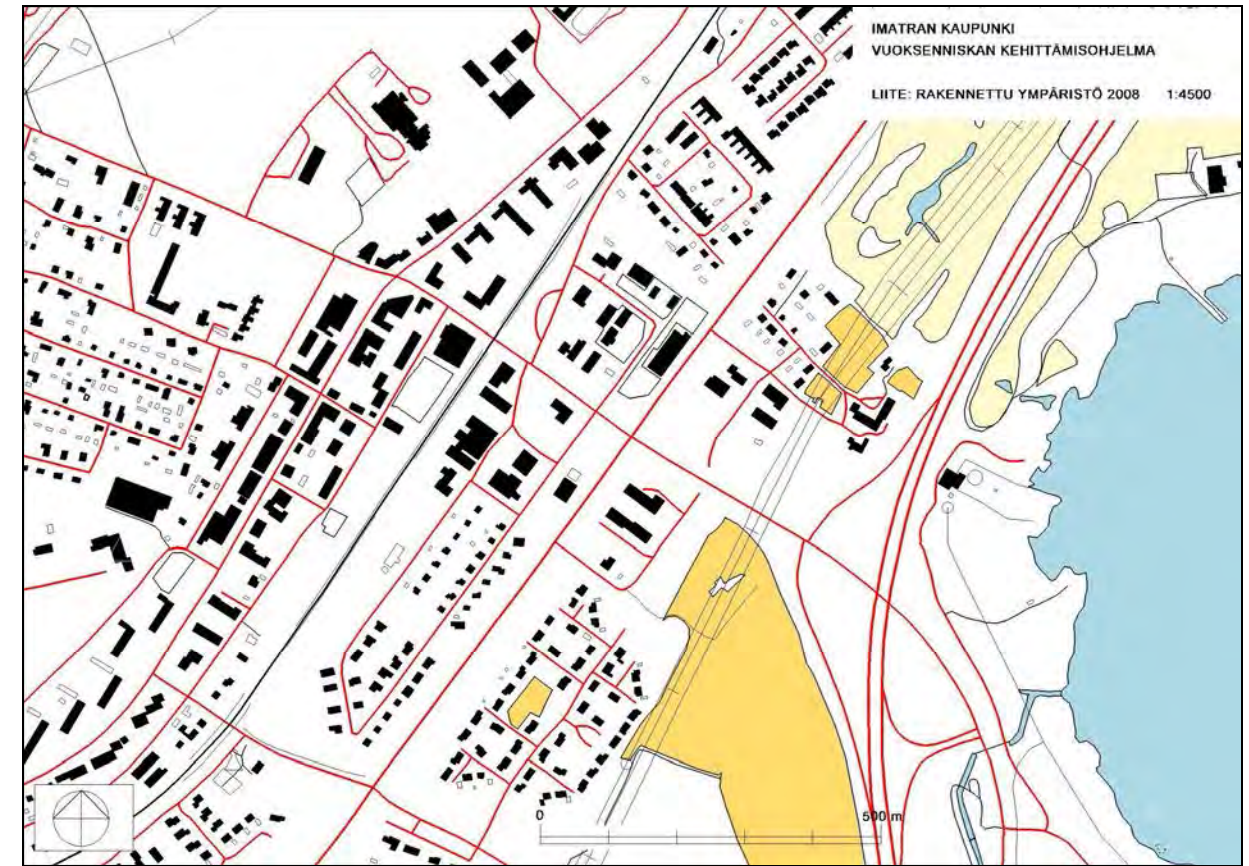 IMATRAN KAUPUNKI
VUOKSENNISKAN KEHITTÄMISOHJELMA
LIITE: RAKENNETTU YMPÄRISTÖ 2008 1:4500
0 500 m